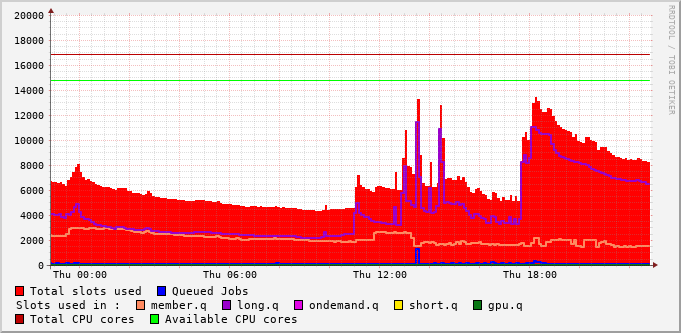 20000
18000
16000
14000
12000
10000
8000
6000
4000
2000
0
Thu 00:00 Thu 06:00 Thu 12:00 Thu 18:00
Total slots used Queued Jobs
Slots used in : member.q long.q ondemand.q short.q gpu.q
Total CPU cores Available CPU cores
RRDTOOL / TOBI OETIKER